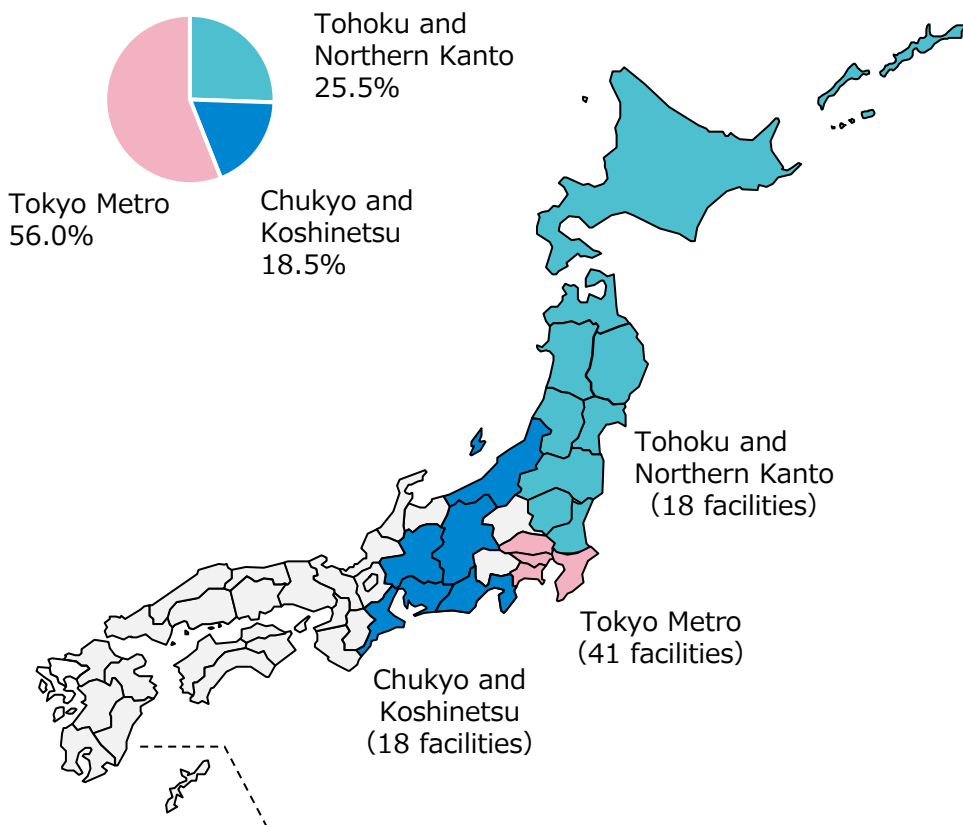 Tohoku and
Northern Kanto
25.5%
Tokyo Metro
56.0%
Chukyo and
Koshinetsu
18.5%
Tohoku and
Northern Kanto
(18 facilities)
Tokyo Metro
(41 facilities)
Chukyo and
Koshinetsu
(18 facilities)